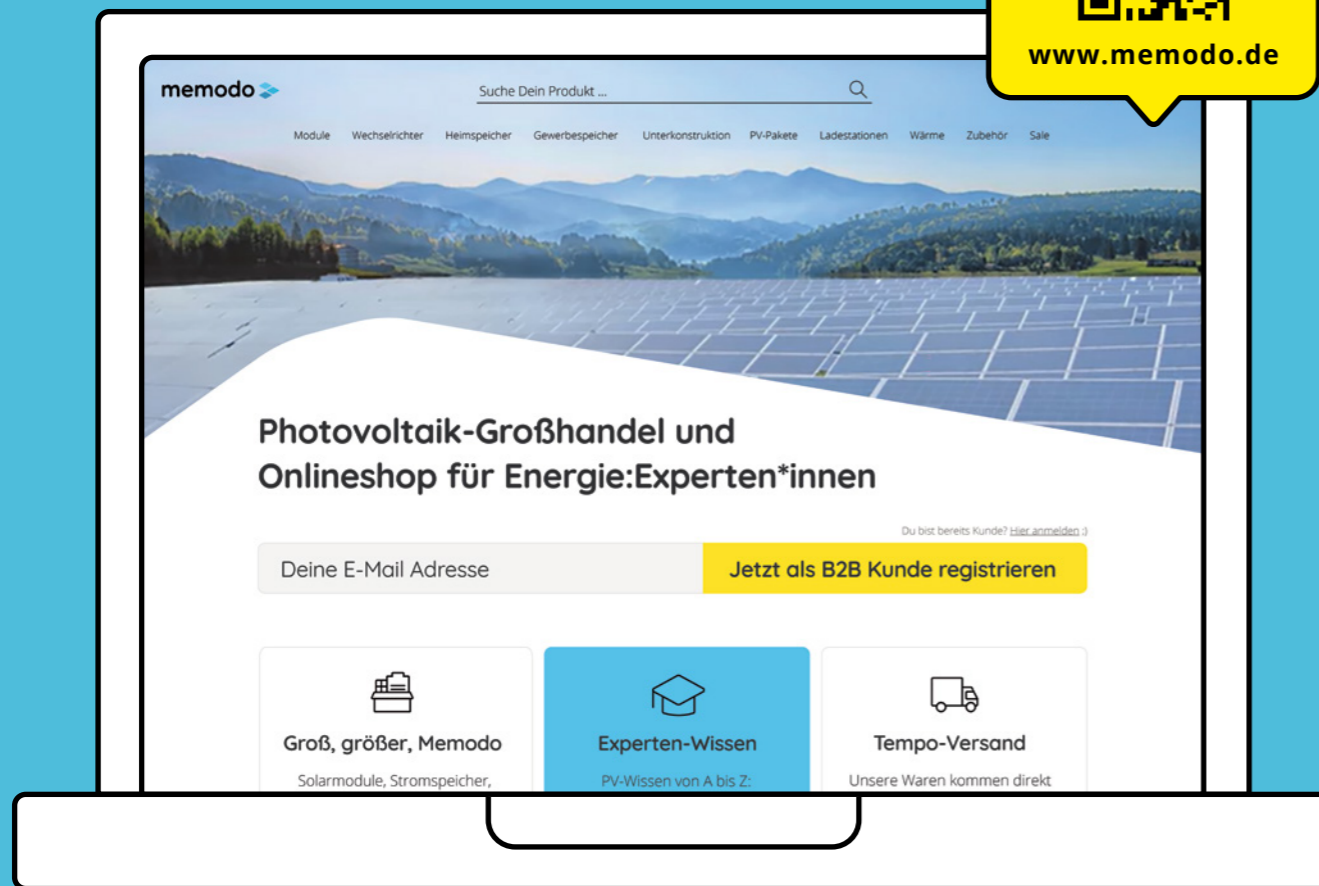 www.memodo.de
memodo
Suche Dein Produkt ...
Module Wechselrichter Heimspeicher Gewerbespeicher Unterkonstruktion PV-Pakete Ladestationen Wärme Zubehör Sale
Photovoltaik-Großhandel und
Onlineshop für Energie:Experten*innen
Du bist bereits Kunde? Hier anmelden :)
Deine E-Mail Adresse Jetzt als B2B Kunde registrieren
Groß, größer, Memodo
Solarmodule, Stromspeicher,
Experten-Wissen
PV-Wissen von A bis Z:
Tempo-Versand
Unsere Waren kommen direkt